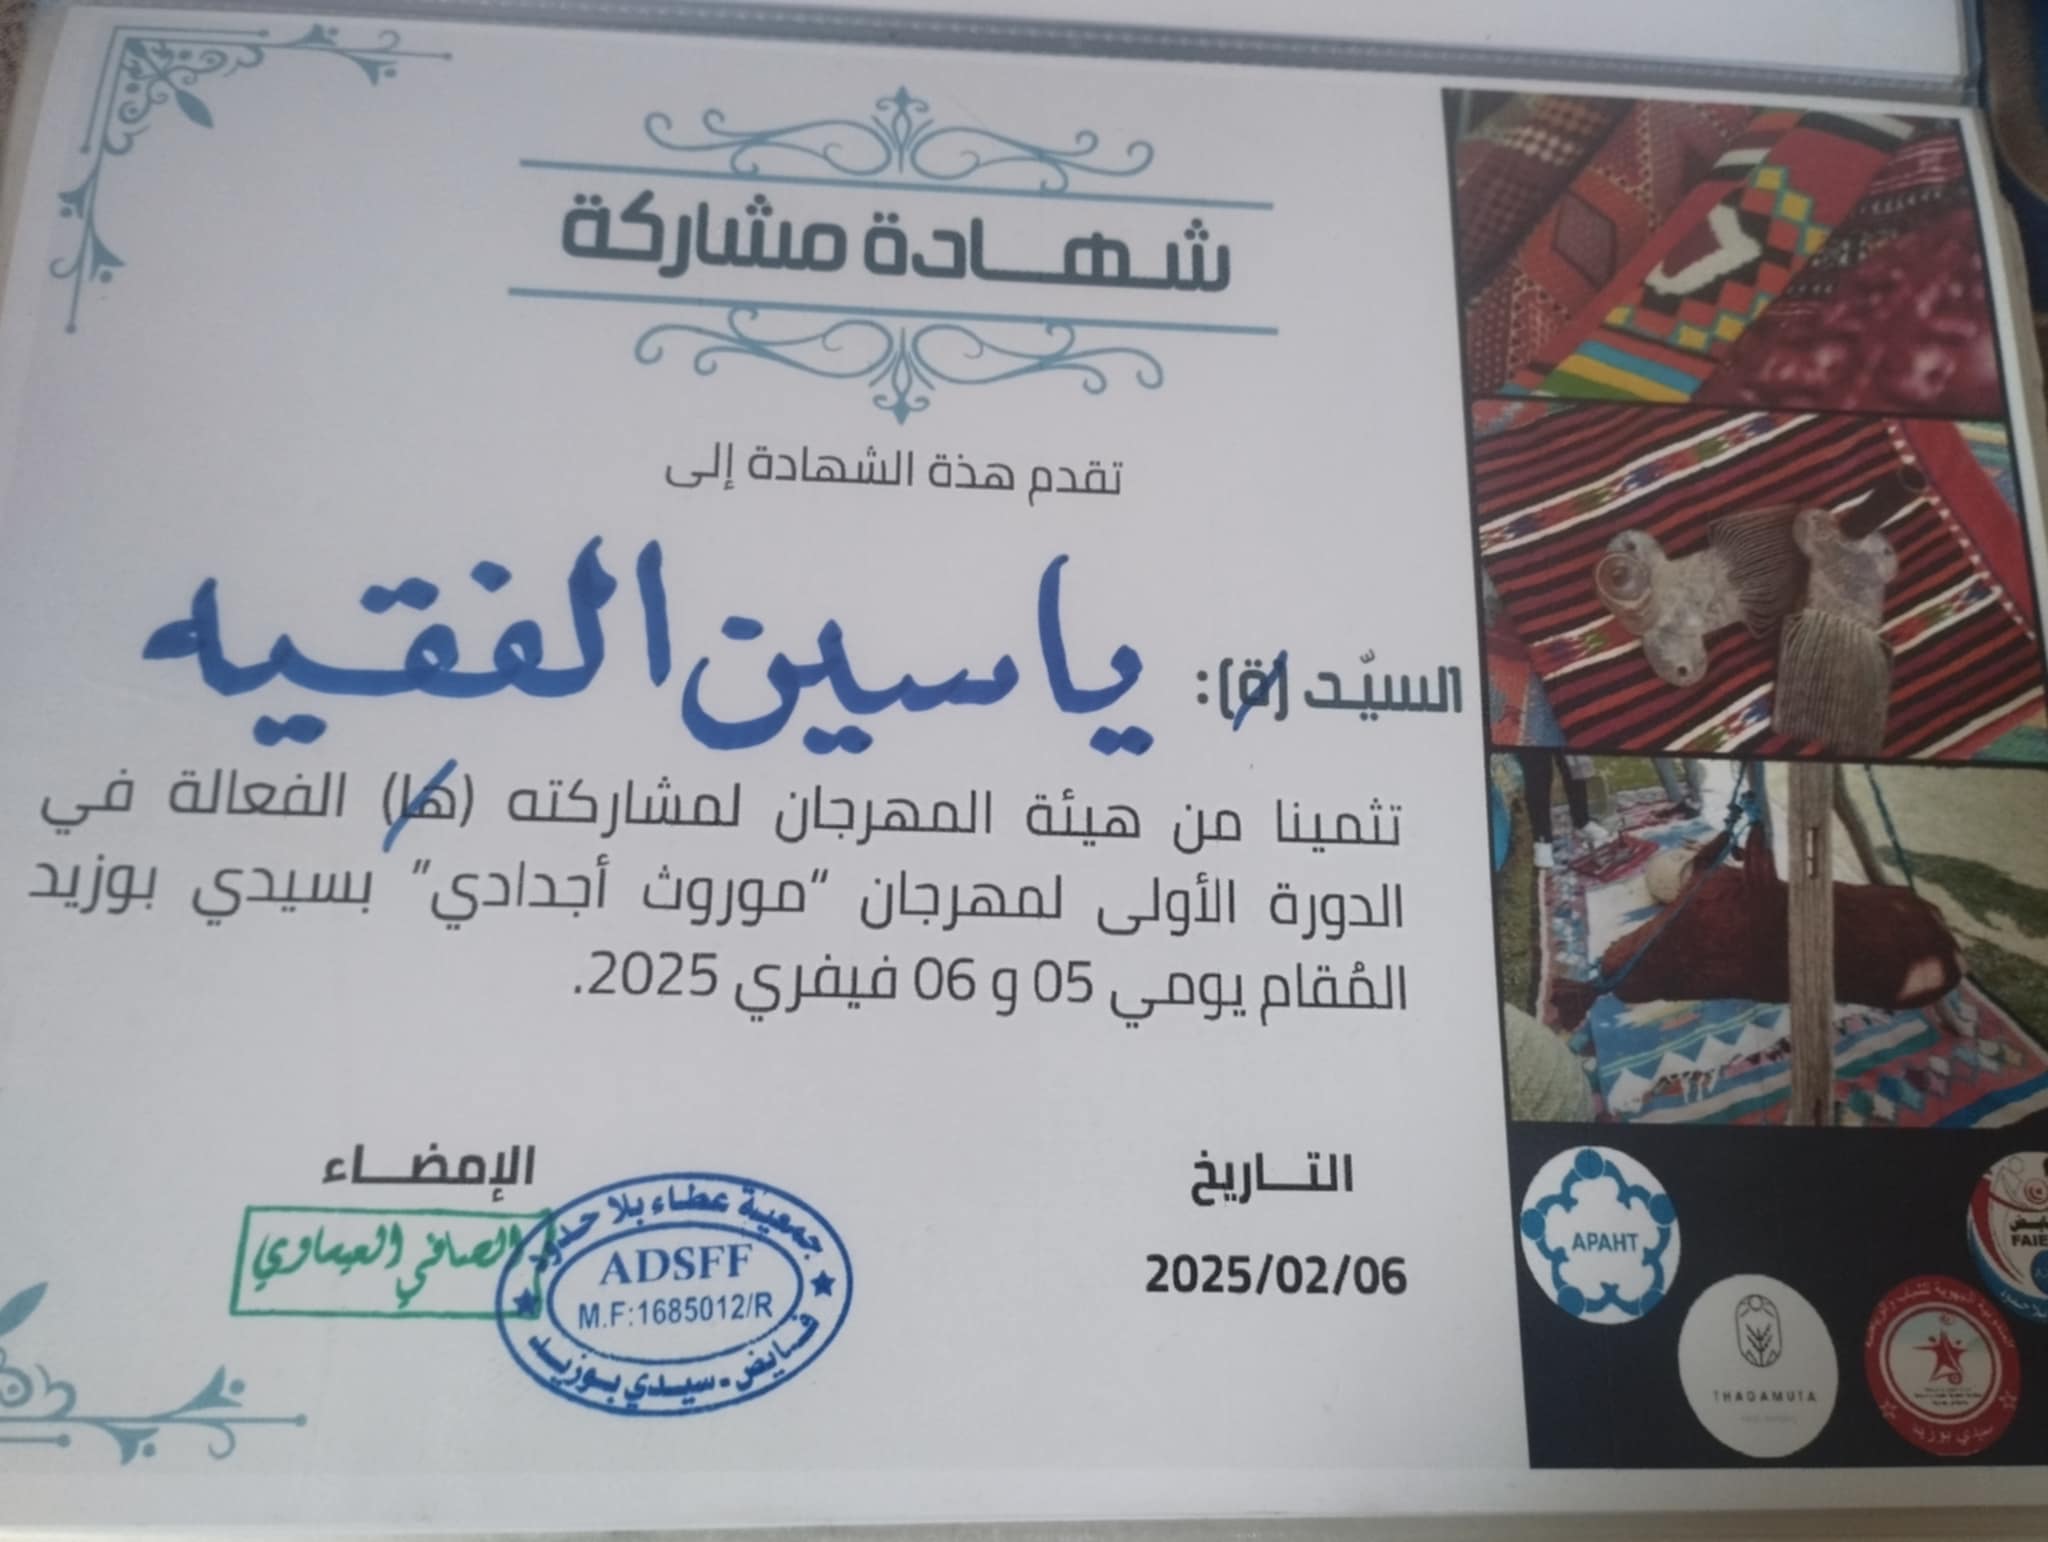 شهادة مشاركة
تقدم هذة الشهادة إلى
السيّد (ة): ياسين الفقيه
تثمينا من هيئة المهرجان لمشاركته (ها) الفعالة في
الدورة الأولى لمهرجان "موروث أجدادي" بسيدي بوزيد
المُقام يومي 05 و 06 فيفري 2025.
التاريخ
2025/02/06
الإمضاء
الصافي العيساوي
جمعية عطاء بلا حدود
ADSFF
M.F:1685012/R
فايض - سيدي بوزيد
APAHT
THAQAMUTA
FAIE
سيدي بوزيد